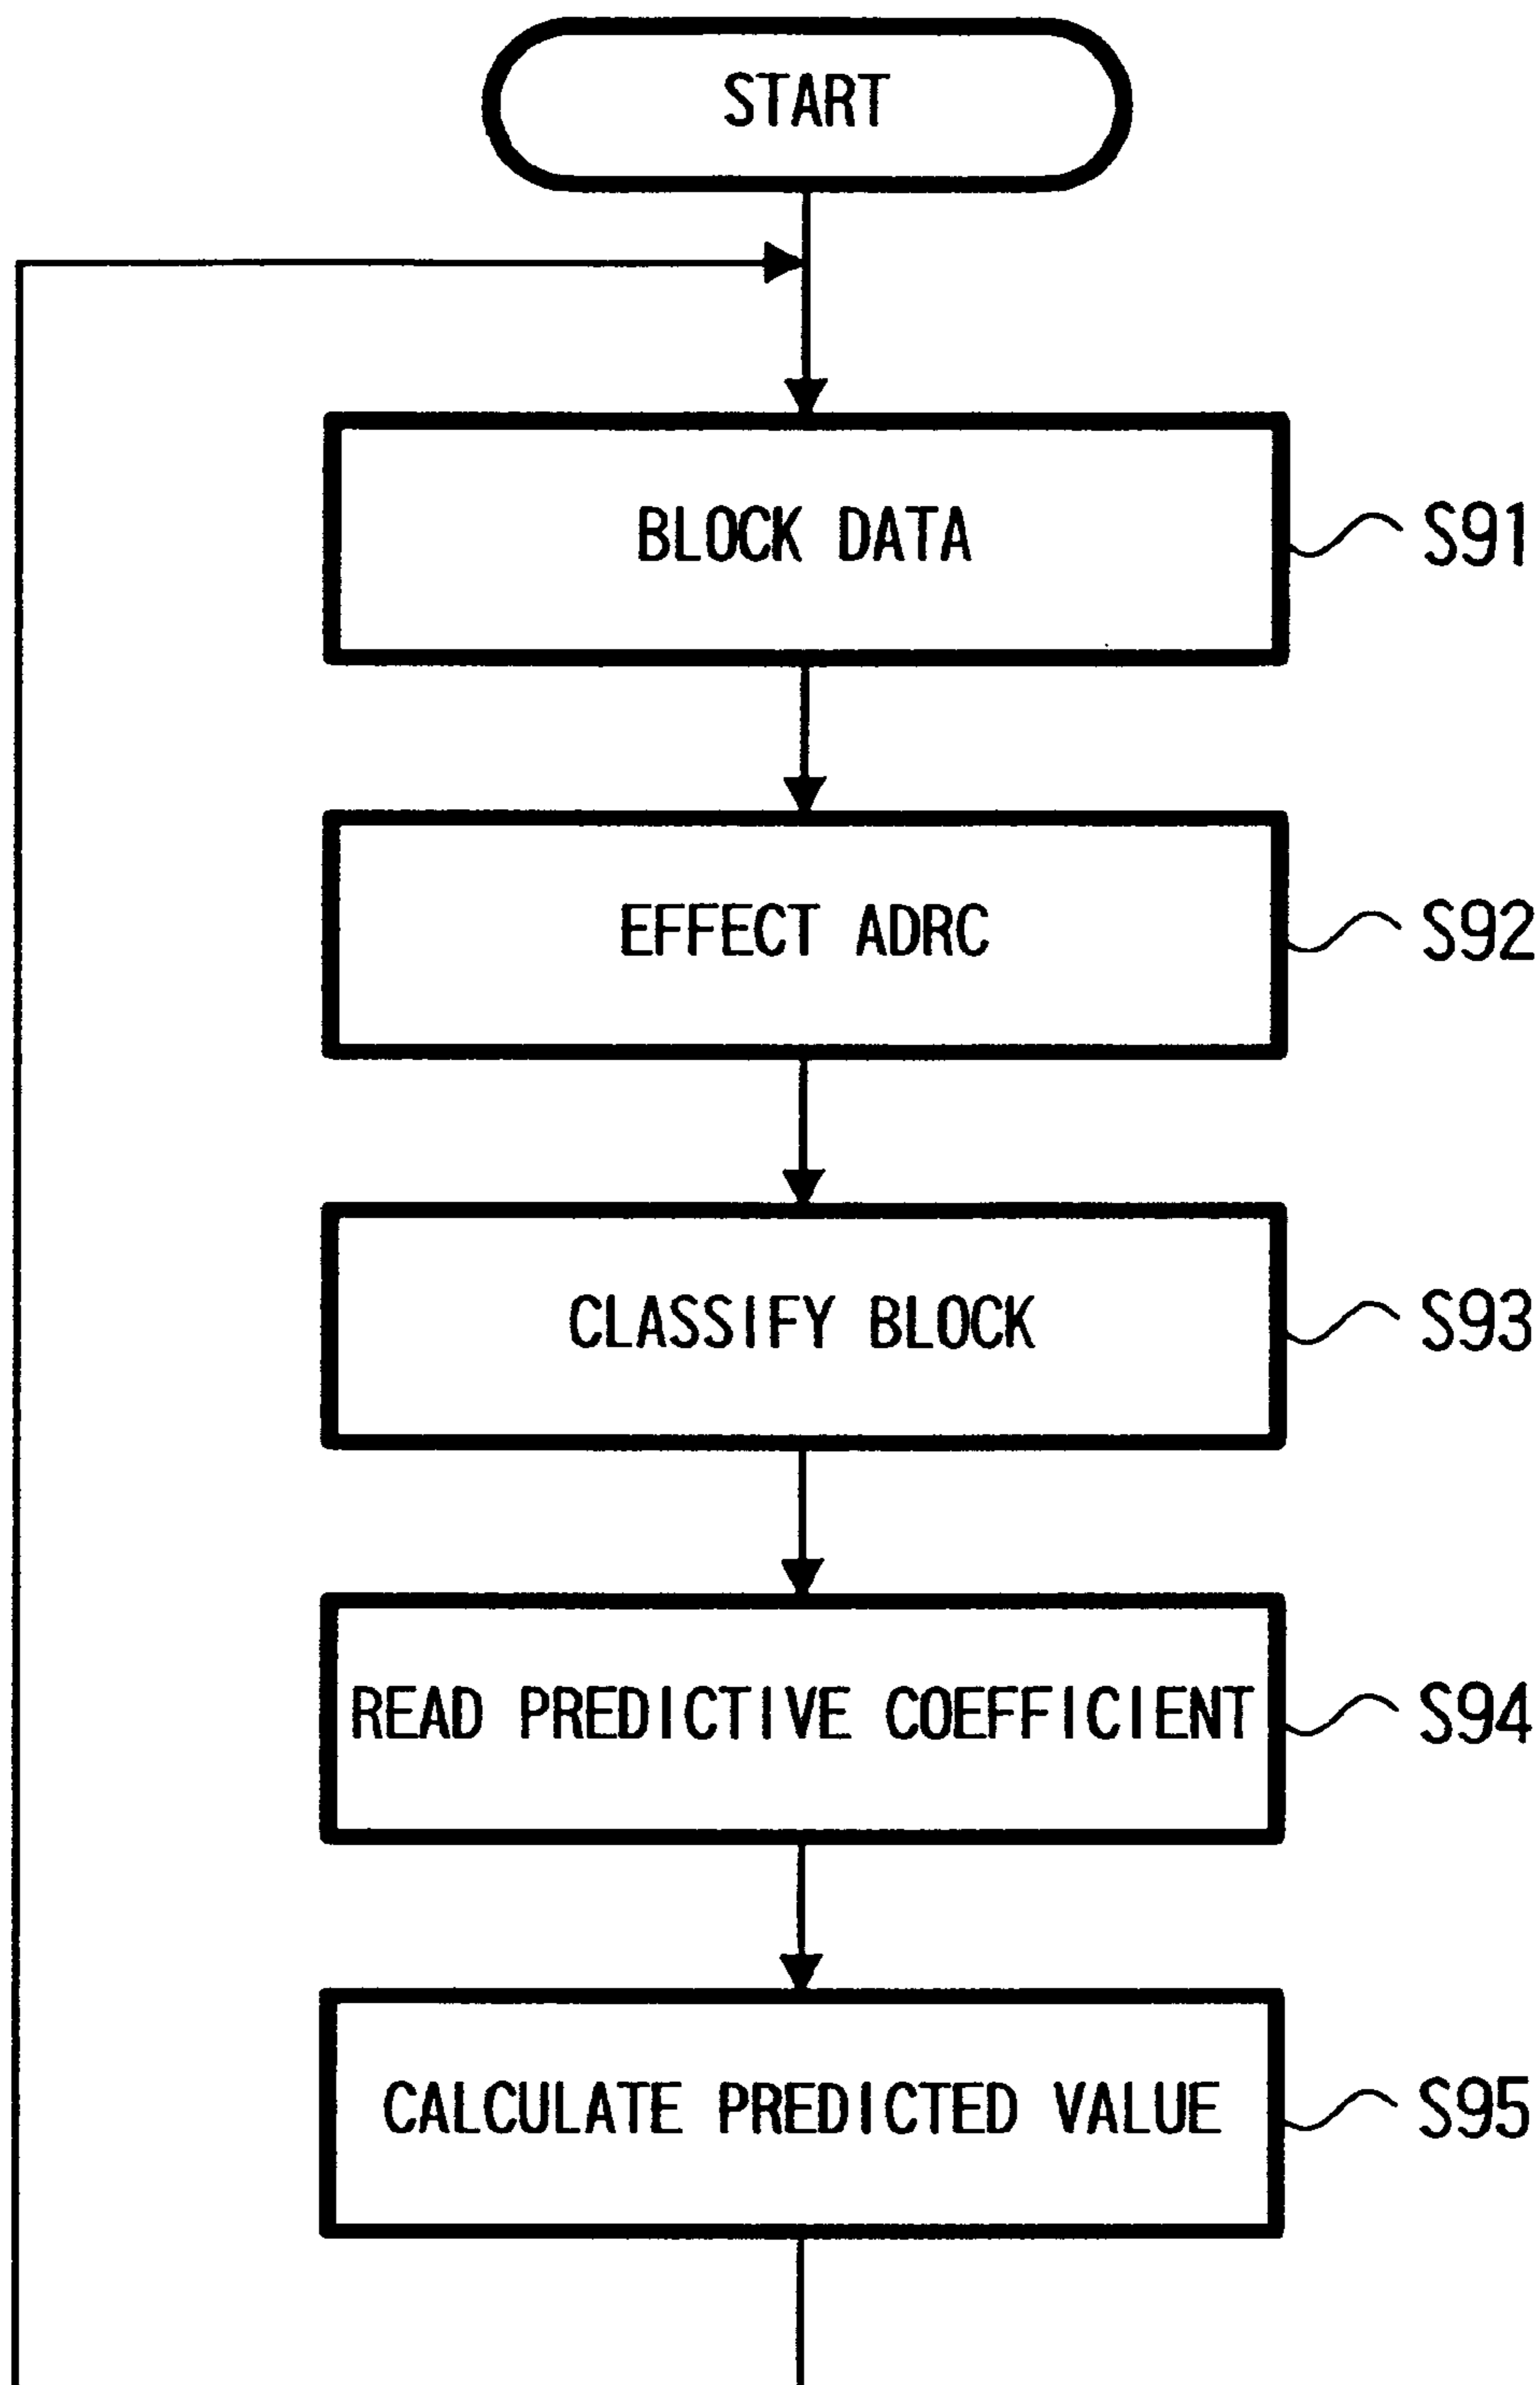 START
BLOCK DATA
S91
EFFECT ADRC
S92
CLASSIFY BLOCK
S93
READ PREDICTIVE COEFFICIENT
S94
CALCULATE PREDICTED VALUE
S95